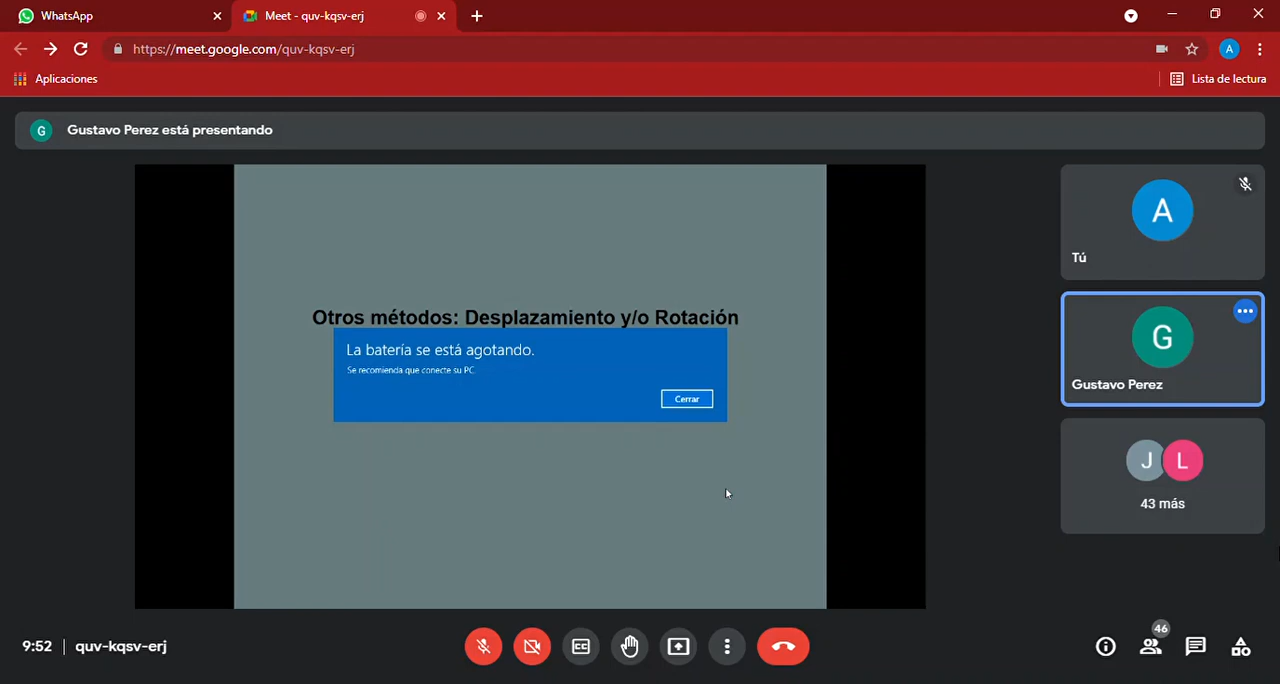 WhatsApp
Meet - quv-kqsv-erj
https://meet.google.com/quv-kqsv-erj
A
Aplicaciones
Lista de lectura
G
Gustavo Perez está presentando
Otros métodos: Desplazamiento y/o Rotación
La batería se está agotando.
Se recomienda que conecte su PC
Cerrar
A
Tú
G
Gustavo Perez
J
L
43 más
9:52
quv-kqsv-erj
CC
46